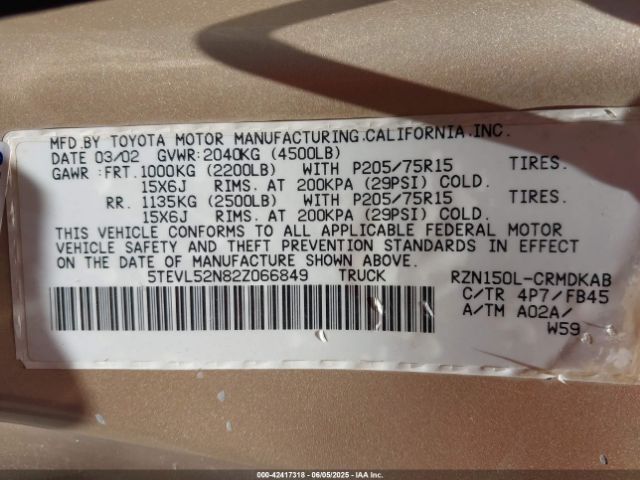 MFD.BY TOYOTA MOTOR MANUFACTURING.CALIFORNIA.INC.
DATE 03/02 GVWR:2040KG (4500LB)
GAWR:FRT.1000KG (2200LB) WITH P205/75R15 TIRES.
15X6J RIMS. AT 200KPA (29PSI) COLD.
RR. 1135KG (2500LB) WITH P205/75R15 TIRES.
15X6J RIMS. AT 200KPA (29PSI) COLD.
THIS VEHICLE CONFORMS TO ALL APPLICABLE FEDERAL MOTOR
VEHICLE SAFETY AND THEFT PREVENTION STANDARDS IN EFFECT
ON THE DATE OF MANUFACTURE SHOWN ABOVE.
5TEVL52N82Z066849 TRUCK RZN150L-CRMDKAB
C/TR 4P7/FB45
A/TM A02A/
W59
000-42417318 - 06/05/2025 - IAA Inc.